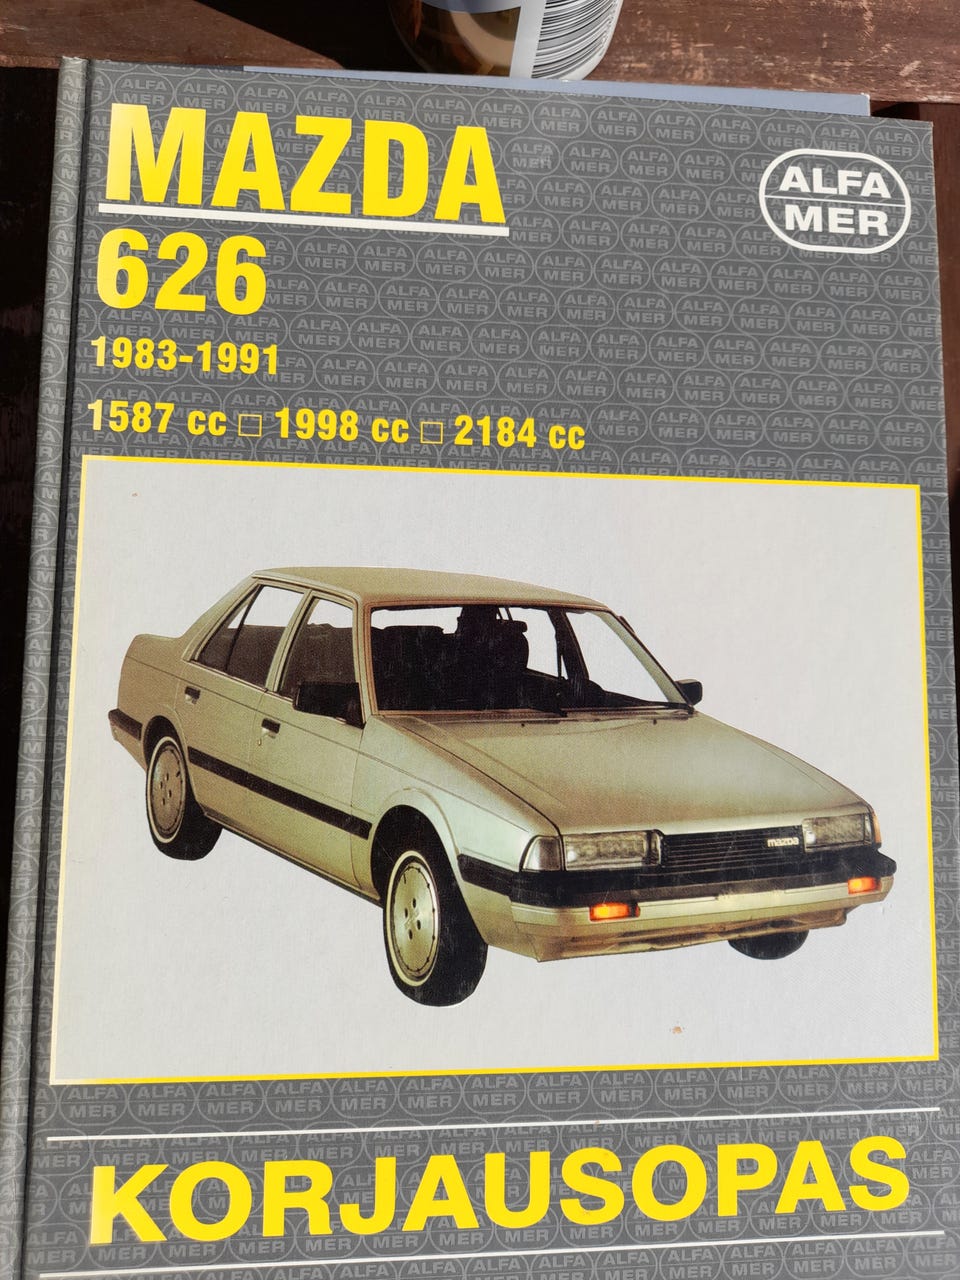 MAZDA
ALFA
MER
626
1983-1991
1587 cc □ 1998 cc □ 2184 cc
mazda
KORJAUSOPAS